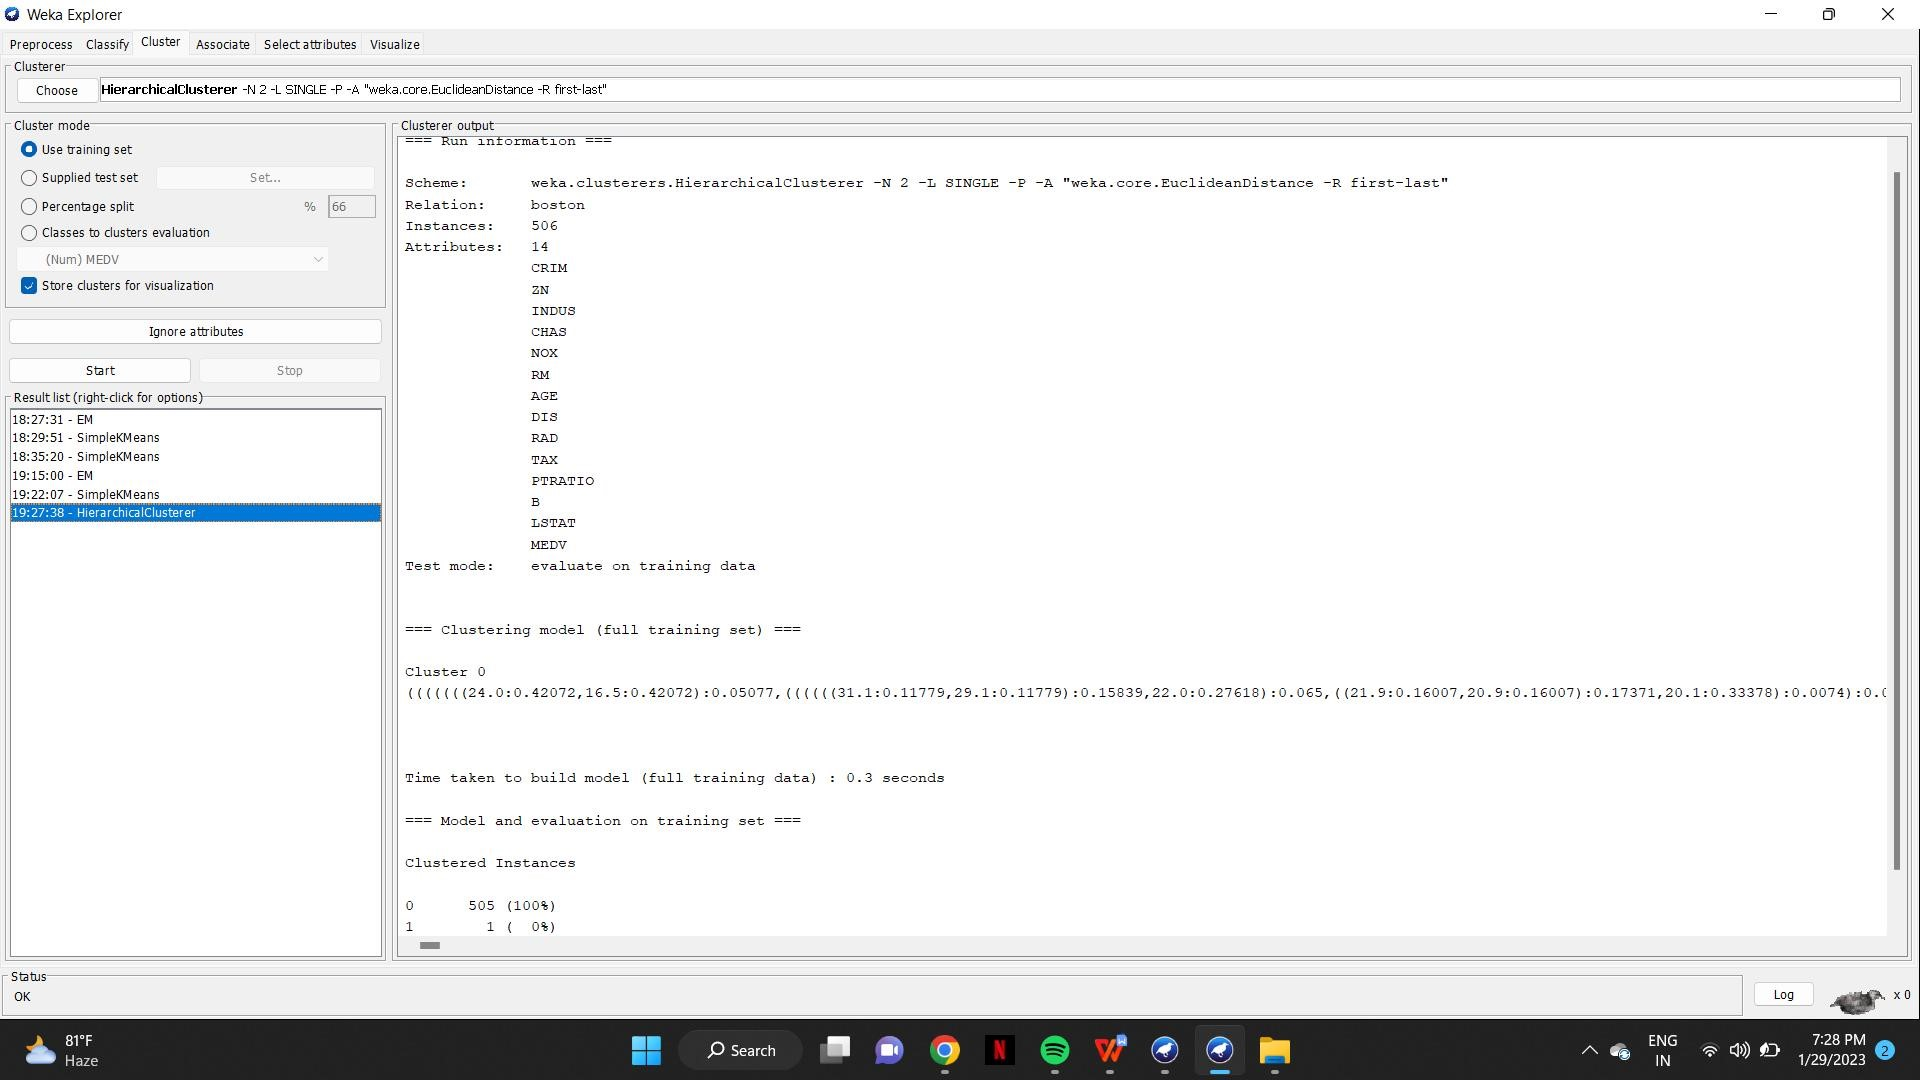 Weka Explorer
Preprocess Classify Cluster Associate Select attributes Visualize
Clusterer
Choose HierarchicalClusterer -N 2 -L SINGLE -P -A "weka.core.EuclideanDistance -R first-last"
Cluster mode
Use training set
Supplied test set Set...
Percentage split % 66
Classes to clusters evaluation
(Num) MEDV
Store clusters for visualization
Ignore attributes
Start Stop
Result list (right-click for options)
18:27:31 - EM
18:29:51 - SimpleKMeans
18:35:20 - SimpleKMeans
19:15:00 - EM
19:22:07 - SimpleKMeans
19:27:38 - HierarchicalClusterer
Clusterer output
=== Run information ===
Scheme: weka.clusterers.HierarchicalClusterer -N 2 -L SINGLE -P -A "weka.core.EuclideanDistance -R first-last"
Relation: boston
Instances: 506
Attributes: 14
CRIM
ZN
INDUS
CHAS
NOX
RM
AGE
DIS
RAD
TAX
PTRATIO
B
LSTAT
MEDV
Test mode: evaluate on training data
=== Clustering model (full training set) ===
Cluster 0
(((((((24.0:0.42072,16.5:0.42072):0.05077,((((((31.1:0.11779,29.1:0.11779):0.15839,22.0:0.27618):0.065,((21.9:0.16007,20.9:0.16007):0.17371,20.1:0.33378):0.0074):0.0
Time taken to build model (full training data) : 0.3 seconds
=== Model and evaluation on training set ===
Clustered Instances
0 505 (100%)
1 1 ( 0%)
Status
OK
Log x 0
81°F
Haze
Search
ENG
IN
7:28 PM
1/29/2023
2